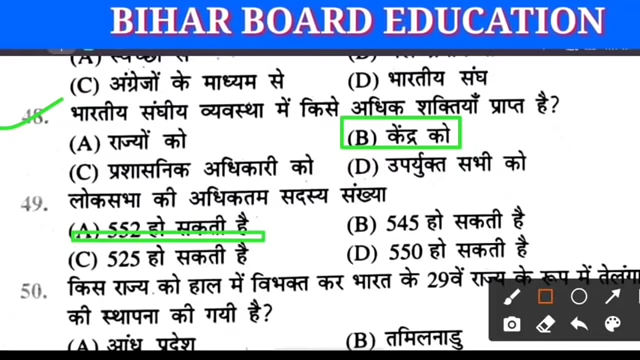 BIHAR BOARD EDUCATION
(A) स्वेच्छा से (B)
(C) अंग्रेजों के माध्यम से (D) भारतीय संघ
48. भारतीय संघीय व्यवस्था में किसे अधिक शक्तियाँ प्राप्त है?
(A) राज्यों को (B) केंद्र को
(C) प्रशासनिक अधिकारी को (D) उपर्युक्त सभी को
49. लोकसभा की अधिकतम सदस्य संख्या
(A) 552 हो सकती है (B) 545 हो सकती है
(C) 525 हो सकती है (D) 550 हो सकती है
50. किस राज्य को हाल में विभक्त कर भारत के 29वें राज्य के रूप में तेलंगा
की स्थापना की गयी है?
(A) आंध्र प्रदेश (B) तमिलनाडु